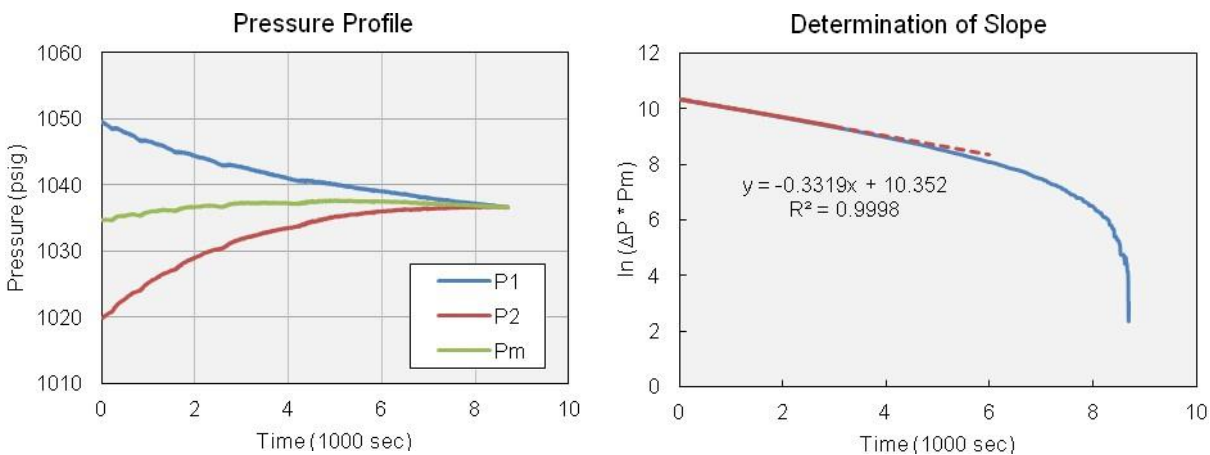 Pressure Profile
1060
1050
1040
1030
1020
1010
Pressure (psig)
P1
P2
Pm
0 2 4 6 8 10
Time (1000 sec)
Determination of Slope
12
10
8
6
4
2
0
ln (ΔP * Pm)
y = -0.3319x + 10.352
R² = 0.9998
0 2 4 6 8 10
Time (1000 sec)